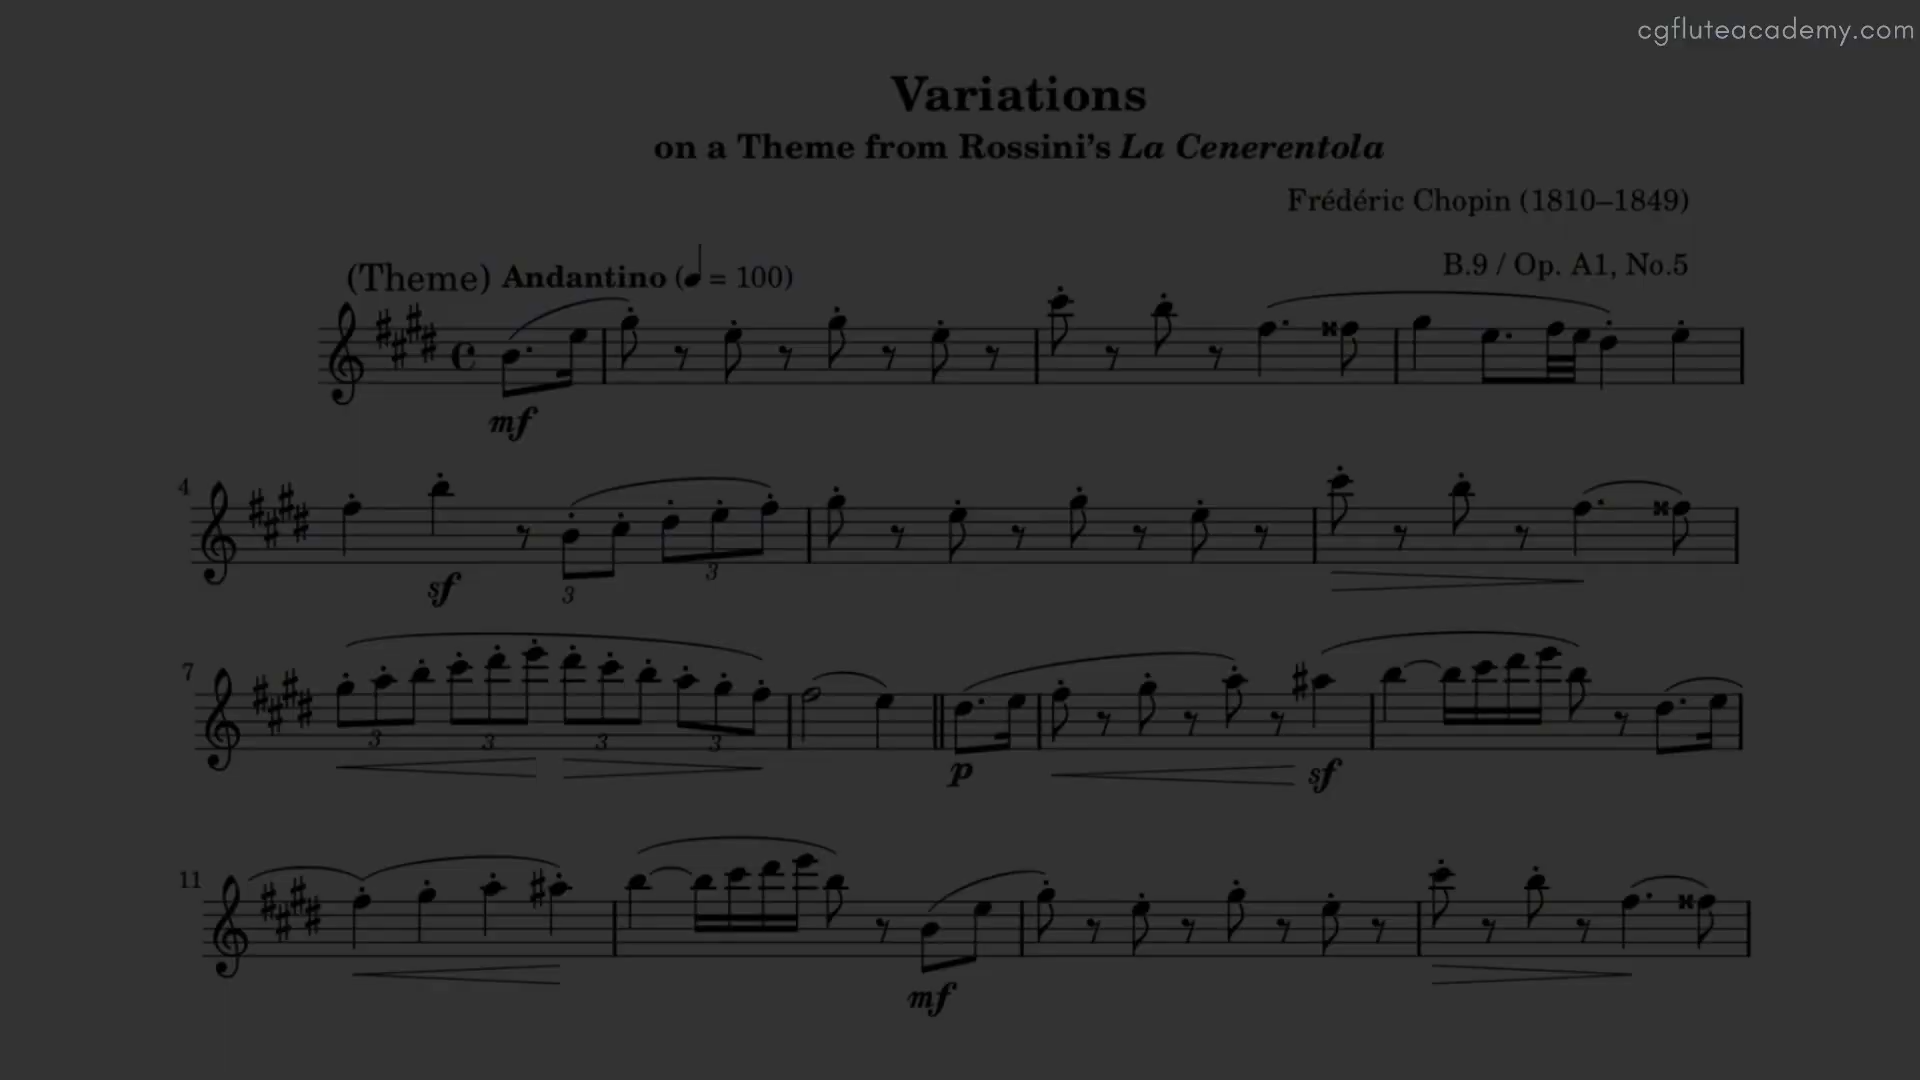 cgfluteacademy.com
Variations
on a Theme from Rossini's La Cenerentola
Frédéric Chopin (1810–1849)
B.9 / Op. A1, No.5
(Theme) Andantino (♩ = 100)
mf
4
sf
3
3
7
3
3
3
3
p
sf
11
mf